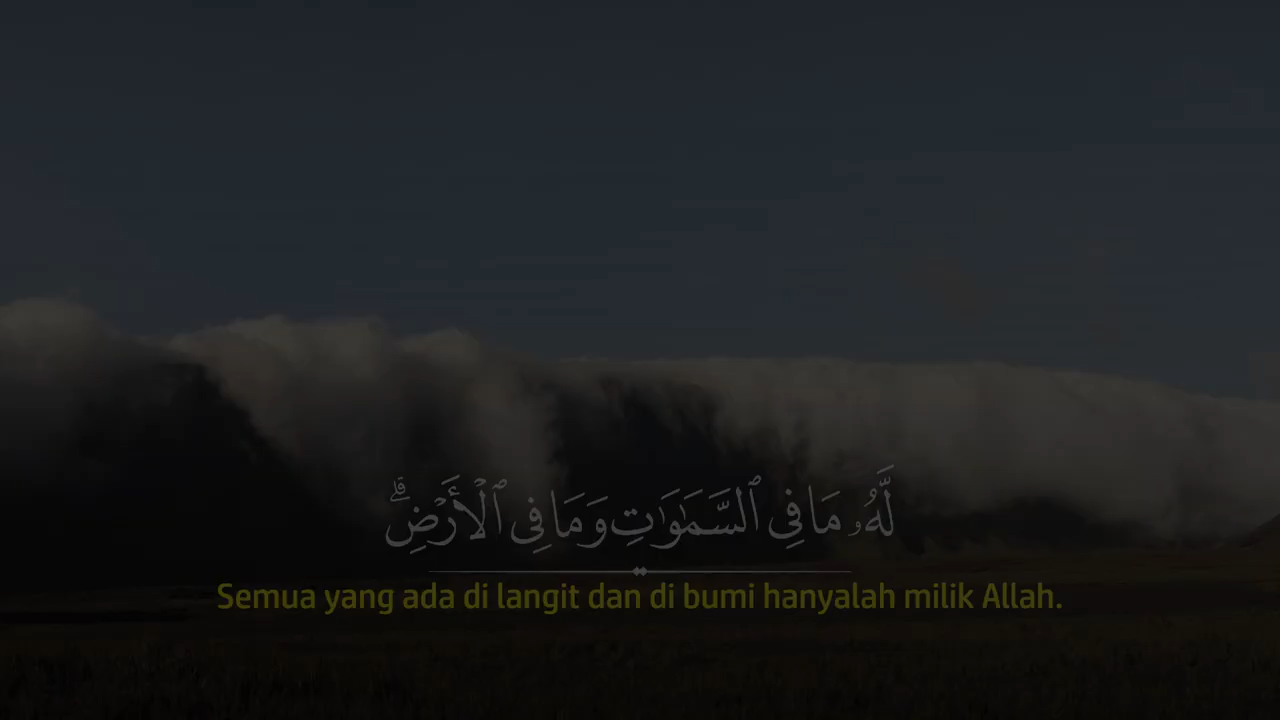 لَّهُۥ مَا فِي ٱلسَّمَٰوَٰتِ وَمَا فِي ٱلْأَرْضِۗ
Semua yang ada di langit dan di bumi hanyalah milik Allah.